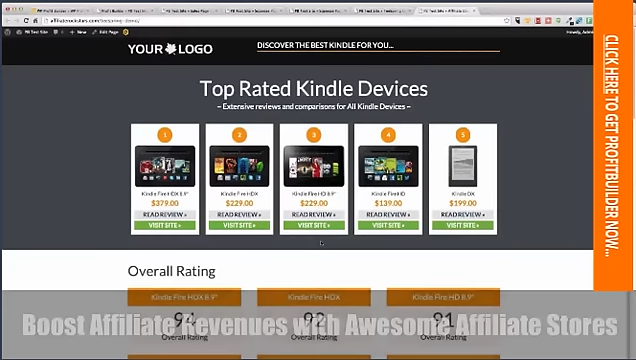 YOUR LOGO
DISCOVER THE BEST KINDLE FOR YOU...
Top Rated Kindle Devices
~ Extensive reviews and comparisons for All Kindle Devices ~
1 2 3 4 5
Kindle Fire HDX 8.9" Kindle Fire HDX Kindle Fire HD 8.9" Kindle Fire HD Kindle DX
$379.00 $229.00 $229.00 $139.00 $199.00
READ REVIEW » READ REVIEW » READ REVIEW » READ REVIEW » READ REVIEW »
VISIT SITE » VISIT SITE » VISIT SITE » VISIT SITE » VISIT SITE »
Overall Rating
Kindle Fire HDX 8.9" Kindle Fire HDX Kindle Fire HD 8.9"
94 92 91
Overall Rating Overall Rating Overall Rating
Boost Affiliate Revenues with Awesome Affiliate Stores
CLICK HERE TO GET PROFITBUILDER NOW...